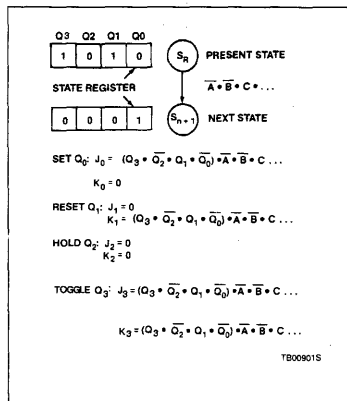 Q3 Q2 Q1 Q0
1 0 1 0
S_R
PRESENT STATE
STATE REGISTER
A̅ • B̅ • C • ...
0 0 0 1
S_{n+1}
NEXT STATE
SET Q₀: J₀ = (Q₃ • Q̅₂ • Q₁ • Q̅₀) • A̅ • B̅ • C ...
K₀ = 0
RESET Q₁: J₁ = 0
K₁ = (Q₃ • Q̅₂ • Q₁ • Q̅₀) • A̅ • B̅ • C ...
HOLD Q₂: J₂ = 0
K₂ = 0
TOGGLE Q₃: J₃ = (Q₃ • Q̅₂ • Q₁ • Q̅₀) • A̅ • B̅ • C ...
K₃ = (Q₃ • Q̅₂ • Q₁ • Q̅₀) • A̅ • B̅ • C ...
TB00901S